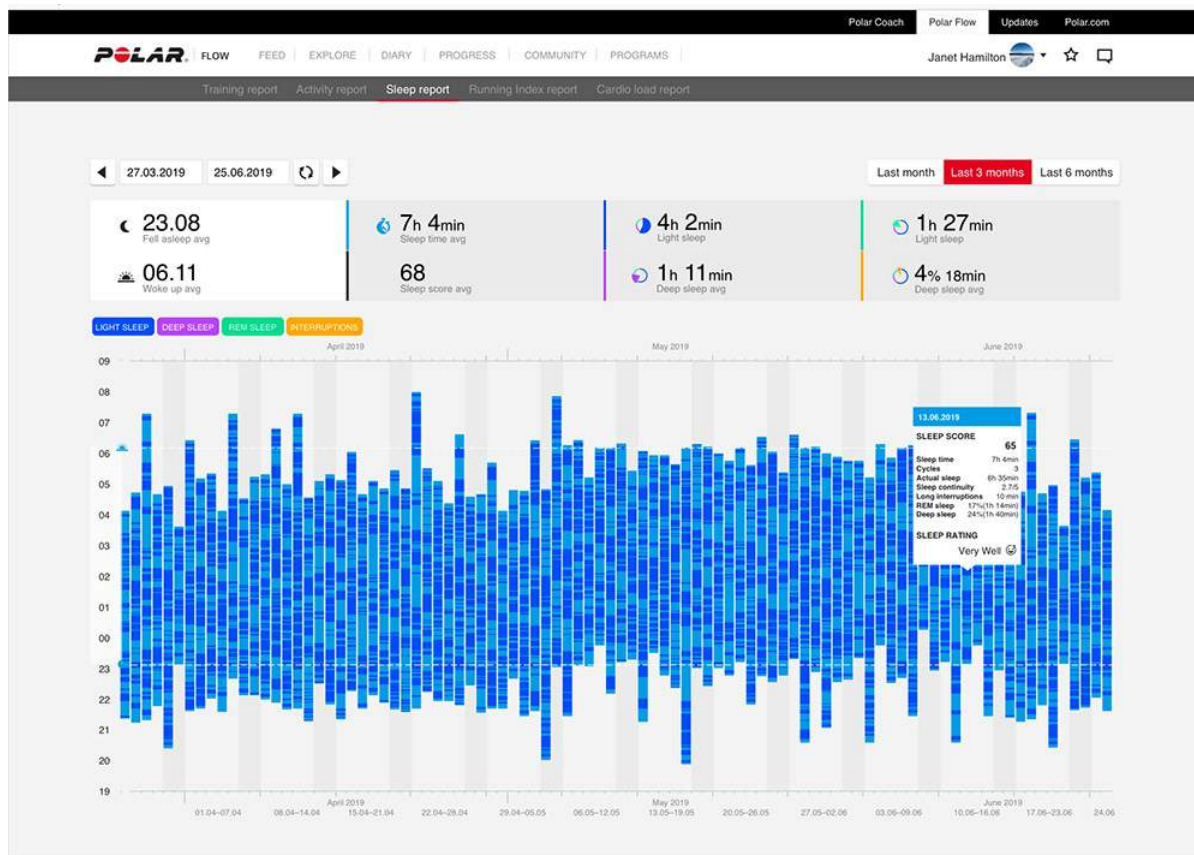 Polar Coach Polar Flow Updates Polar.com
POLAR. FLOW FEED EXPLORE DIARY PROGRESS COMMUNITY PROGRAMS Janet Hamilton
Training report Activity report Sleep report Running Index report Cardio load report
27.03.2019 25.06.2019 Last month Last 3 months Last 6 months
23.08 7h 4min 4h 2min 1h 27min
Fell asleep avg Sleep time avg Light sleep Light sleep
06.11 68 1h 11min 4% 18min
Woke up avg Sleep score avg Deep sleep avg Deep sleep avg
LIGHT SLEEP DEEP SLEEP REM SLEEP INTERRUPTIONS
April 2019 May 2019 June 2019
09
08
07
06
05
04
03
02
01
00
23
22
21
20
19
13.06.2019
SLEEP SCORE
65
Sleep time 7h 4min
Cycles 3
Actual sleep 6h 35min
Sleep continuity 2.7/5
Long interruptions 10 min
REM sleep 17%(1h 14min)
Deep sleep 24%(1h 40min)
SLEEP RATING
Very Well
April 2019 May 2019 June 2019
01.04–07.04 08.04–14.04 15.04–21.04 22.04–28.04 29.04–05.05 06.05–12.05 13.05–19.05 20.05–26.05 27.05–02.06 03.06–09.06 10.06–16.06 17.06–23.06 24.06